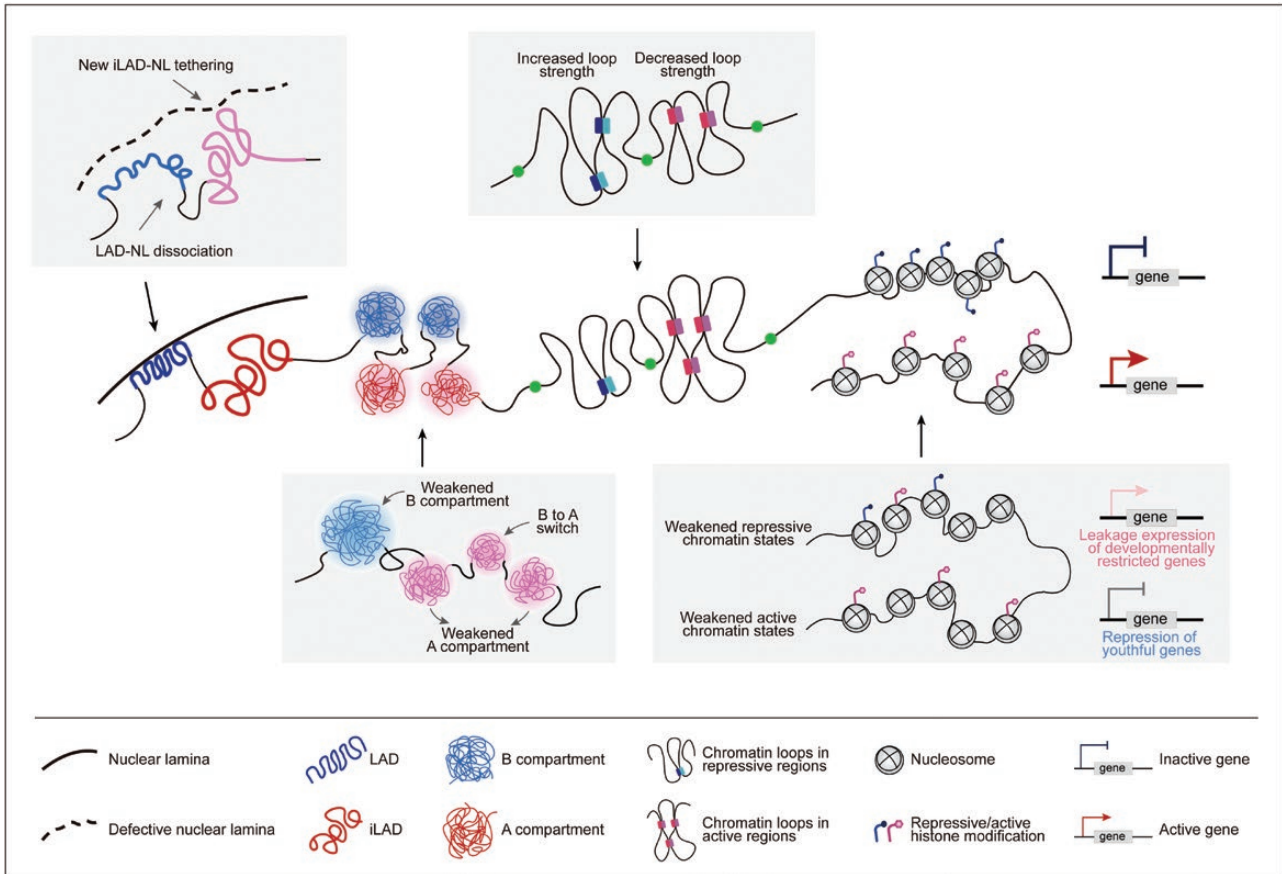 New iLAD-NL tethering
LAD-NL dissociation
Increased loop
strength
Decreased loop
strength
gene
gene
Weakened
B compartment
B to A
switch
Weakened
A compartment
Weakened repressive
chromatin states
Weakened active
chromatin states
gene
Leakage expression
of developmentally
restricted genes
gene
Repression of
youthful genes
Nuclear lamina
LAD
B compartment
Chromatin loops in
repressive regions
Nucleosome
gene
Inactive gene
Defective nuclear lamina
iLAD
A compartment
Chromatin loops in
active regions
Repressive/active
histone modification
gene
Active gene